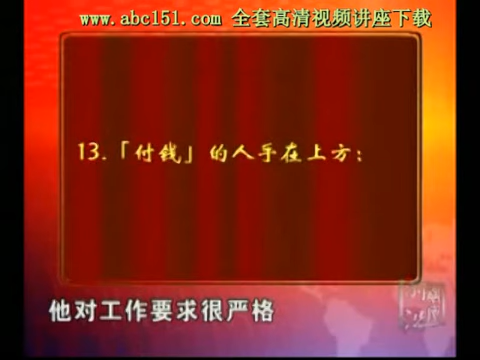 www.abc151.com 全套高清视频讲座下载
13.「付钱」的人手在上方：
他对工作要求很严格